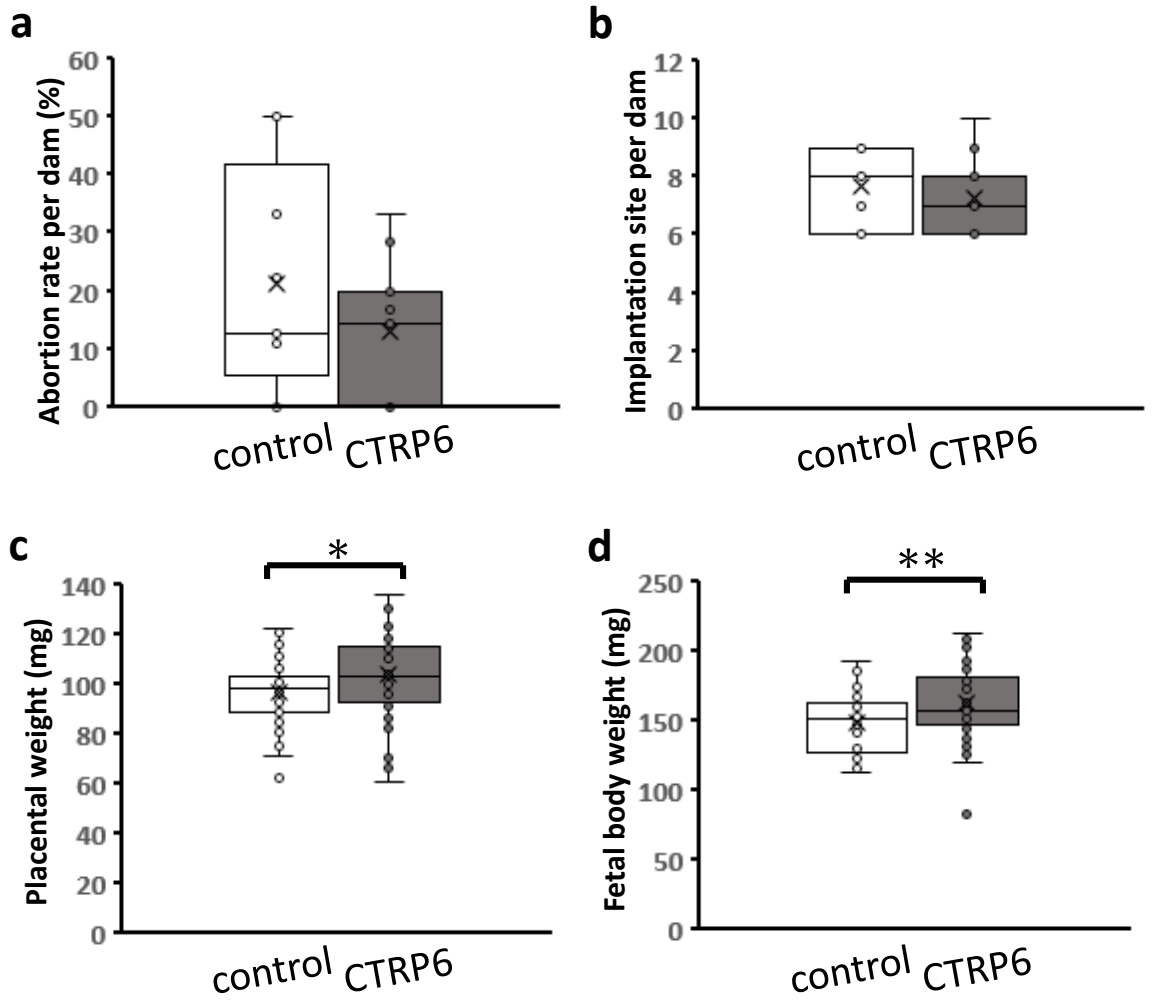 a
Abortion rate per dam (%)
60
50
40
30
20
10
0
control CTRP6
b
Implantation site per dam
12
10
8
6
4
2
0
control CTRP6
c
Placental weight (mg)
140
120
100
80
60
40
20
0
*
control CTRP6
d
Fetal body weight (mg)
250
200
150
100
50
0
**
control CTRP6